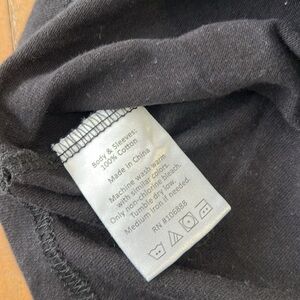 Body & Sleeves:
100% Cotton
Made in China
Machine wash warm
with similar colors.
Only non-chlorine bleach.
Tumble dry low.
Medium iron if needed.
RN #106888